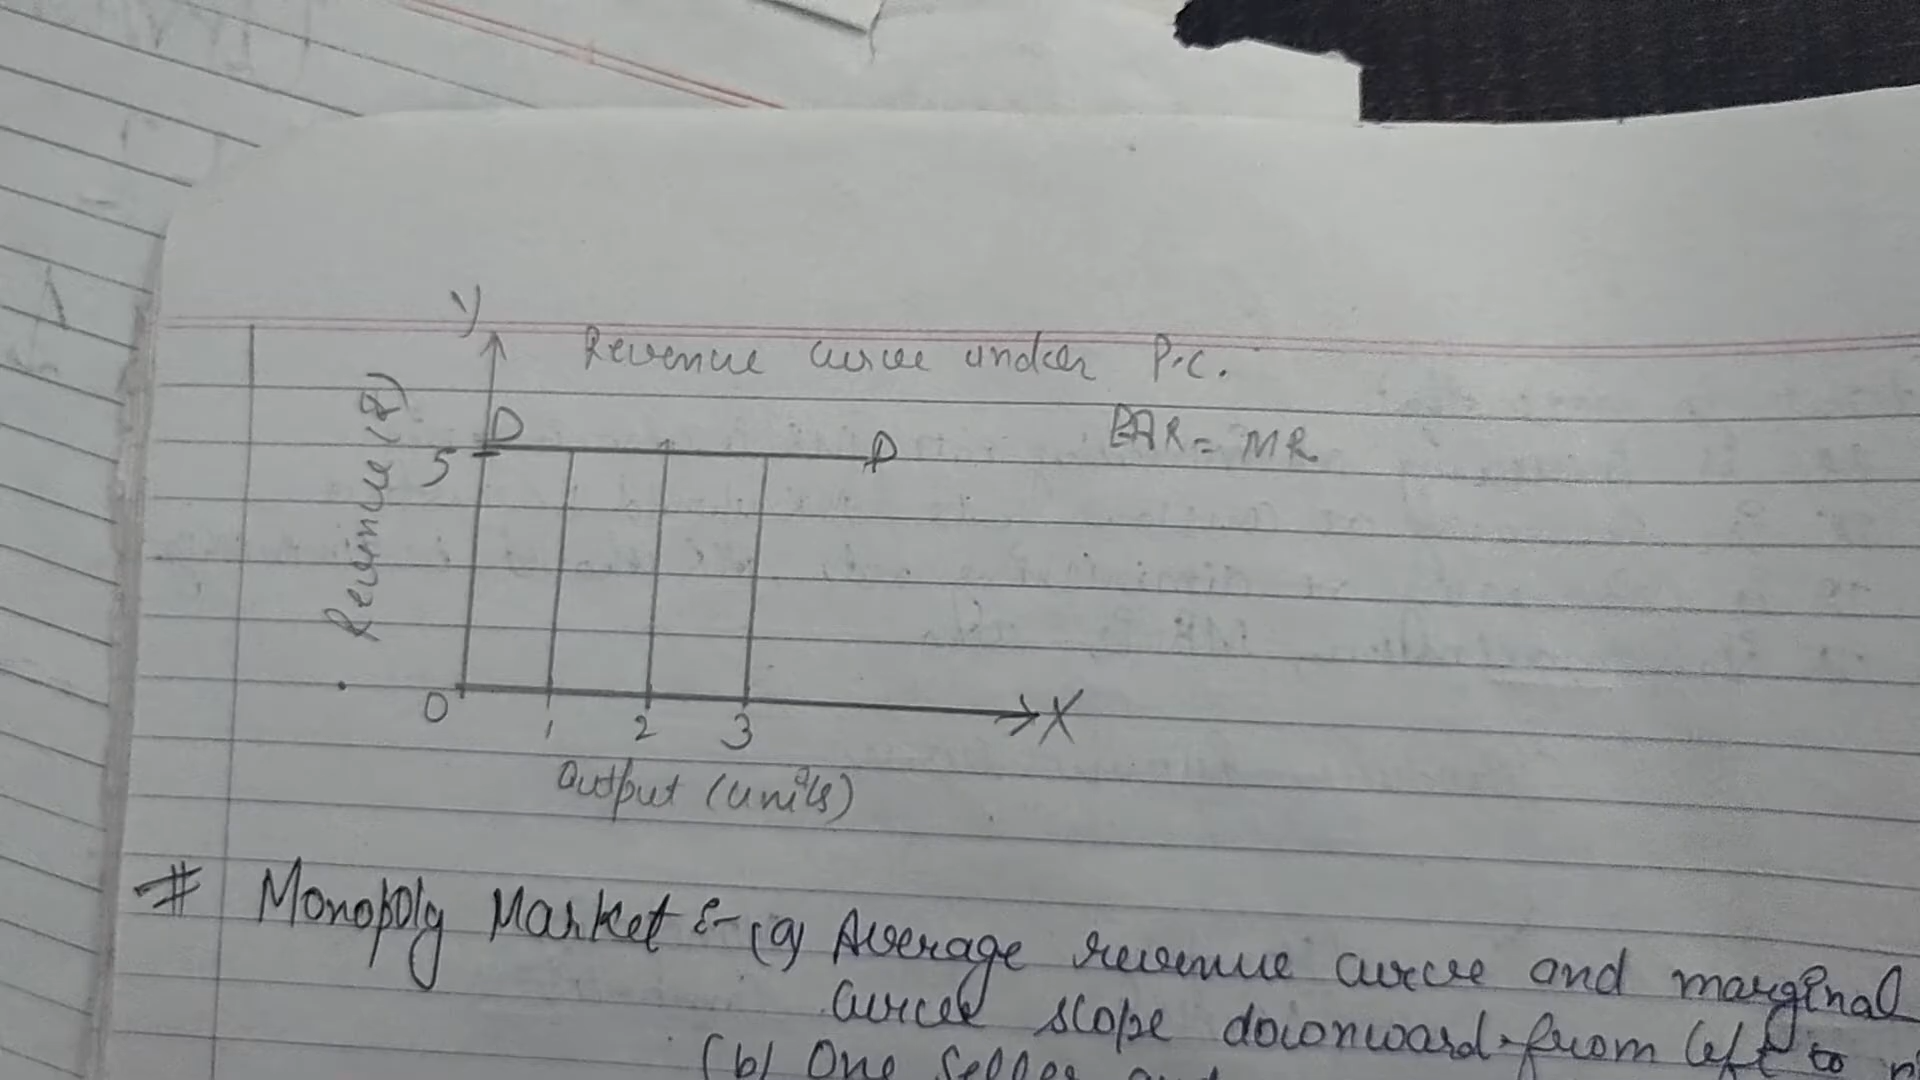 Y
Revenue curve under P.C.
AR = MR
D
D
5
Revenue (₹)
0
1
2
3
X
Output (units)
# Monopoly Market :- (a) Average revenue curve and marginal
curve slope downward from left to
(b) One seller